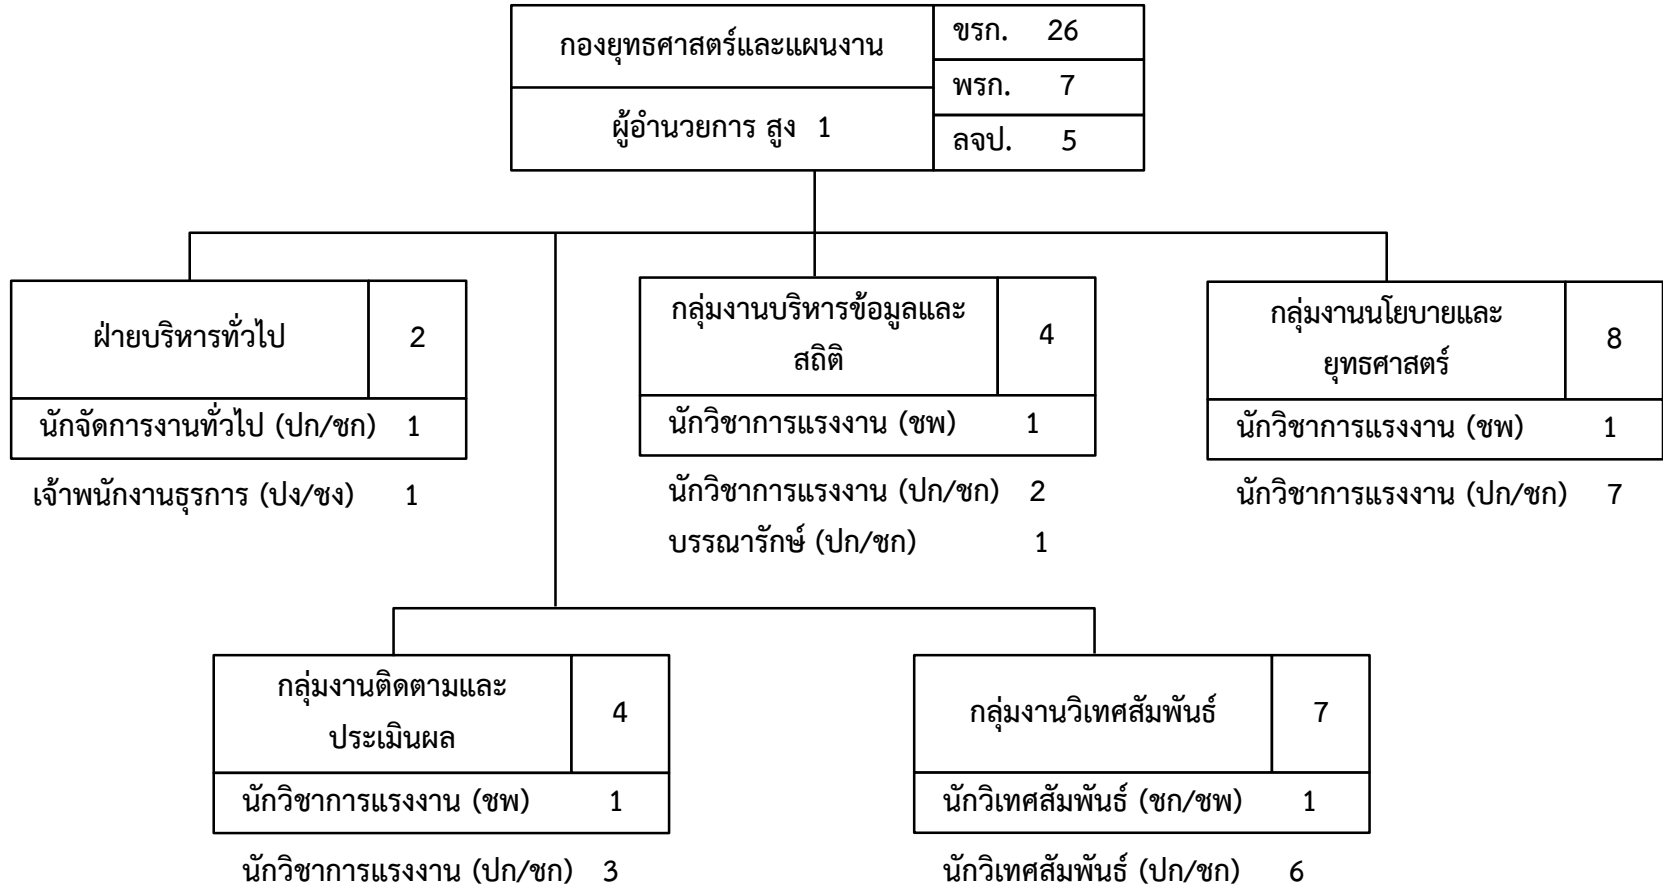 กองยุทธศาสตร์และแผนงาน
ผู้อำนวยการ สูง 1
ขรก. 26
พรก. 7
ลจป. 5
ฝ่ายบริหารทั่วไป 2
นักจัดการงานทั่วไป (ปก/ชก) 1
เจ้าพนักงานธุรการ (ปง/ชง) 1
กลุ่มงานบริหารข้อมูลและ
สถิติ
4
นักวิชาการแรงงาน (ชพ) 1
นักวิชาการแรงงาน (ปก/ชก) 2
บรรณารักษ์ (ปก/ชก) 1
กลุ่มงานนโยบายและ
ยุทธศาสตร์
8
นักวิชาการแรงงาน (ชพ) 1
นักวิชาการแรงงาน (ปก/ชก) 7
กลุ่มงานติดตามและ
ประเมินผล
4
นักวิชาการแรงงาน (ชพ) 1
นักวิชาการแรงงาน (ปก/ชก) 3
กลุ่มงานวิเทศสัมพันธ์ 7
นักวิเทศสัมพันธ์ (ชก/ชพ) 1
นักวิเทศสัมพันธ์ (ปก/ชก) 6